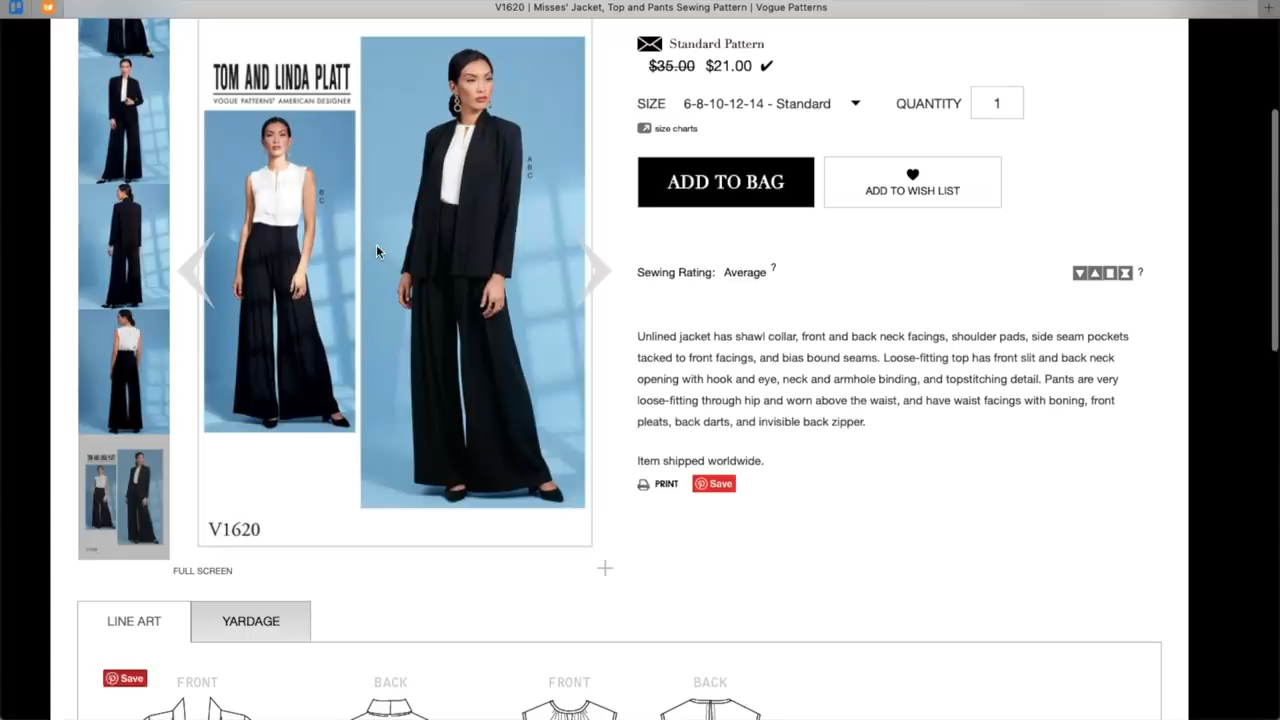 V1620 | Misses' Jacket, Top and Pants Sewing Pattern | Vogue Patterns
TOM AND LINDA PLATT
VOGUE PATTERNS® AMERICAN DESIGNER
B
C
A
B
C
V1620
FULL SCREEN
Standard Pattern
$35.00 $21.00
SIZE 6-8-10-12-14 - Standard QUANTITY 1
size charts
ADD TO BAG
ADD TO WISH LIST
Sewing Rating: Average ?
?
Unlined jacket has shawl collar, front and back neck facings, shoulder pads, side seam pockets
tacked to front facings, and bias bound seams. Loose-fitting top has front slit and back neck
opening with hook and eye, neck and armhole binding, and topstitching detail. Pants are very
loose-fitting through hip and worn above the waist, and have waist facings with boning, front
pleats, back darts, and invisible back zipper.
Item shipped worldwide.
PRINT Save
LINE ART YARDAGE
Save FRONT BACK FRONT BACK